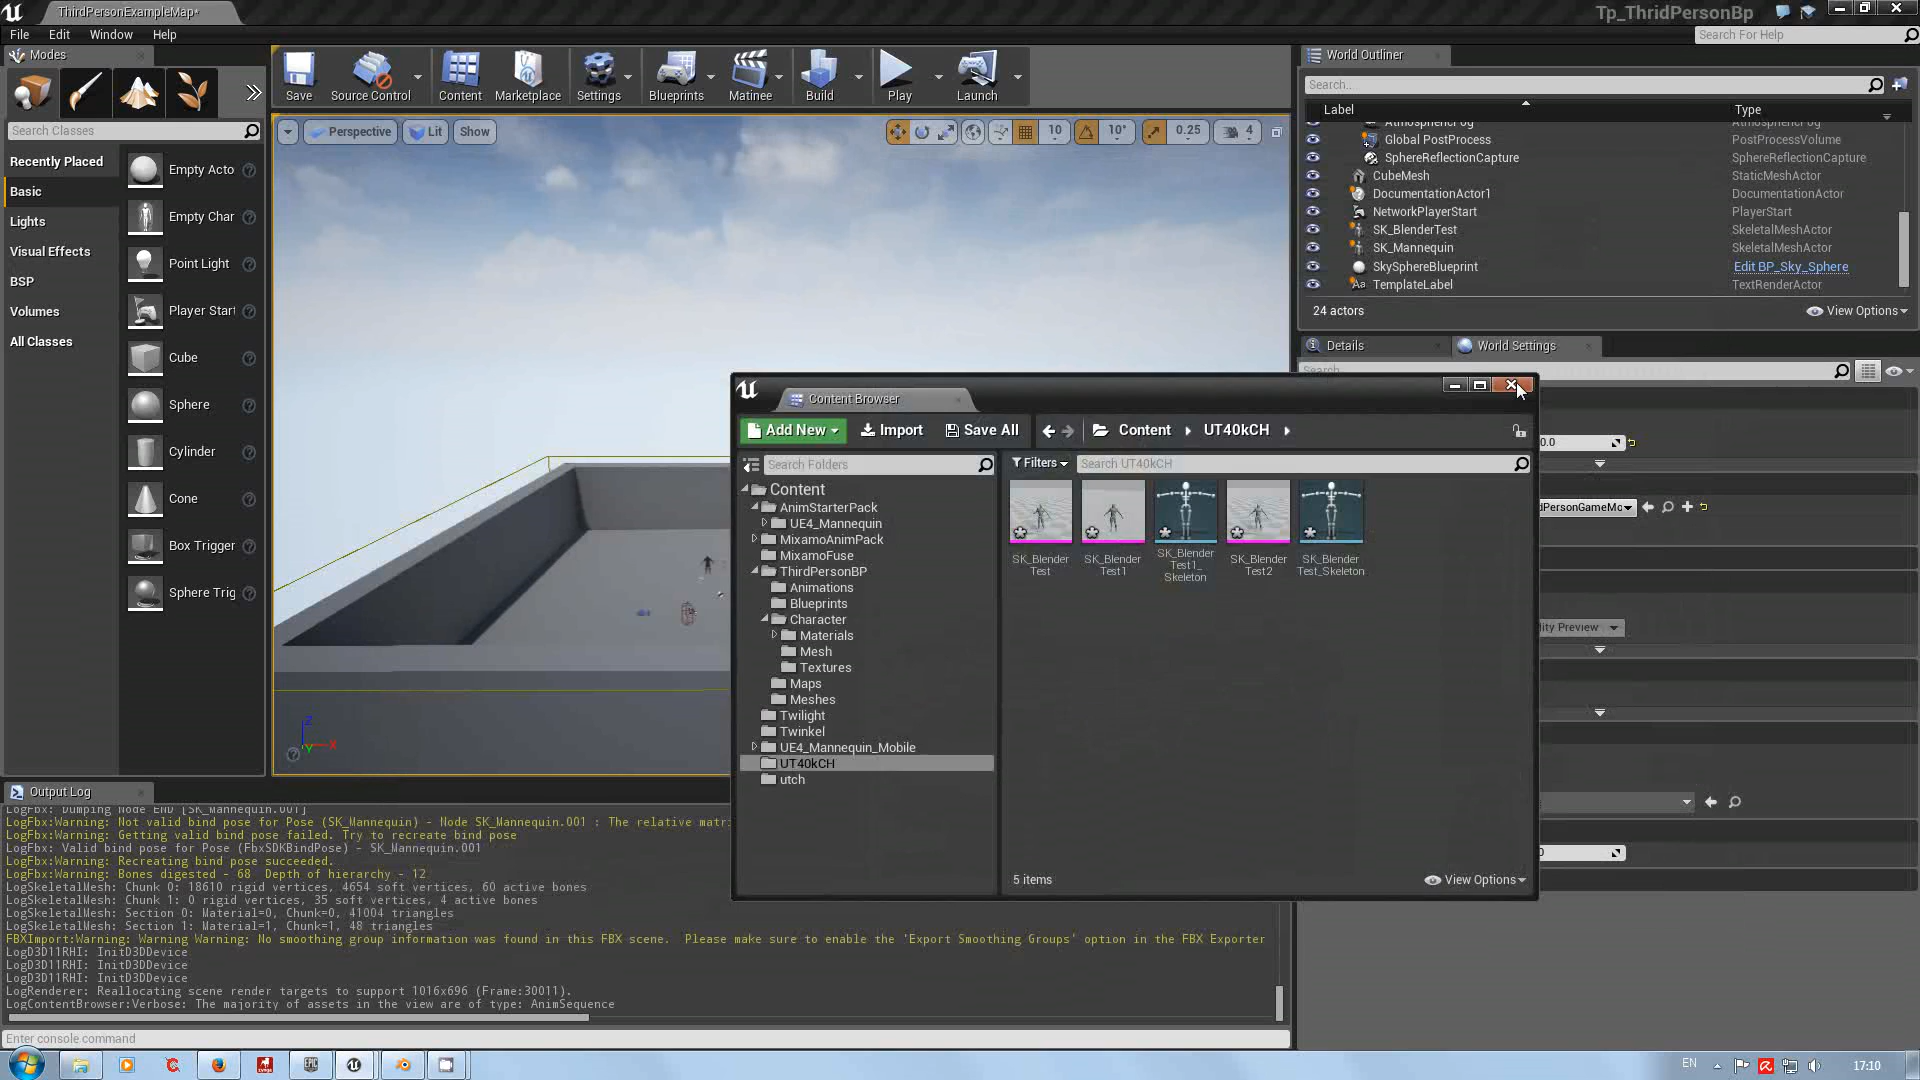 ThirdPersonExampleMap*
Tp_ThridPersonBp
File Edit Window Help
Search For Help
Modes
Save Source Control Content Marketplace Settings Blueprints Matinee Build Play Launch
Search Classes
Recently Placed
Basic
Lights
Visual Effects
BSP
Volumes
All Classes
Empty Acto
Empty Char
Point Light
Player Start
Cube
Sphere
Cylinder
Cone
Box Trigger
Sphere Trig
Perspective Lit Show
10 10° 0.25 4
World Outliner
Search...
Label Type
AtmosphericFog AtmosphericFog
Global PostProcess PostProcessVolume
SphereReflectionCapture SphereReflectionCapture
CubeMesh StaticMeshActor
DocumentationActor1 DocumentationActor
NetworkPlayerStart PlayerStart
SK_BlenderTest SkeletalMeshActor
SK_Mannequin SkeletalMeshActor
SkySphereBlueprint Edit BP_Sky_Sphere
TemplateLabel TextRenderActor
24 actors View Options
Details World Settings
Search
0.0
dPersonGameMo
lity Preview
0
Content Browser
Add New Import Save All Content UT40kCH
Search Folders
Filters Search UT40kCH
Content
AnimStarterPack
UE4_Mannequin
MixamoAnimPack
MixamoFuse
ThirdPersonBP
Animations
Blueprints
Character
Materials
Mesh
Textures
Maps
Meshes
Twilight
Twinkel
UE4_Mannequin_Mobile
UT40kCH
utch
SK_Blender
Test
SK_Blender
Test1
SK_Blender
Test1_
Skeleton
SK_Blender
Test2
SK_Blender
Test_Skeleton
5 items View Options
Output Log
LogFbx: Dumping Node END [SK_Mannequin.001]
LogFbx:Warning: Not valid bind pose for Pose (SK_Mannequin) - Node SK_Mannequin.001 : The relative matri
LogFbx:Warning: Getting valid bind pose failed. Try to recreate bind pose
LogFbx: Valid bind pose for Pose (FbxSDKBindPose) - SK_Mannequin.001
LogFbx:Warning: Recreating bind pose succeeded.
LogFbx:Warning: Bones digested - 68 Depth of hierarchy - 12
LogSkeletalMesh: Chunk 0: 18610 rigid vertices, 4654 soft vertices, 60 active bones
LogSkeletalMesh: Chunk 1: 0 rigid vertices, 35 soft vertices, 4 active bones
LogSkeletalMesh: Section 0: Material=0, Chunk=0, 41004 triangles
LogSkeletalMesh: Section 1: Material=1, Chunk=1, 48 triangles
FBXImport:Warning: Warning Warning: No smoothing group information was found in this FBX scene. Please make sure to enable the 'Export Smoothing Groups' option in the FBX Exporter
LogD3D11RHI: InitD3DDevice
LogD3D11RHI: InitD3DDevice
LogD3D11RHI: InitD3DDevice
LogRenderer: Reallocating scene render targets to support 1016x696 (Frame:30011).
LogContentBrowser:Verbose: The majority of assets in the view are of type: AnimSequence
Enter console command
EN 17:10